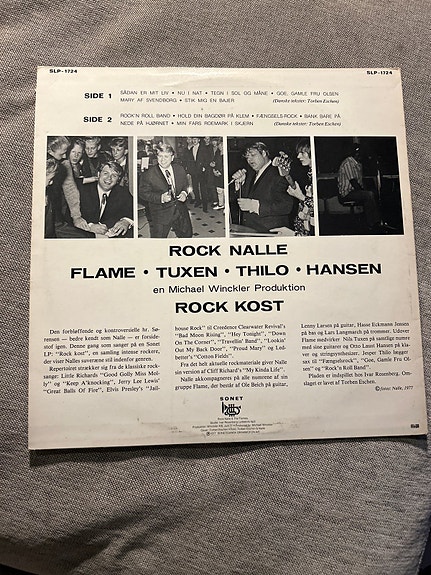 SLP-1724
SLP-1724
SIDE 1
SÅDAN ER MIT LIV • NU I NAT • TEGN I SOL OG MÅNE • GOE, GAMLE FRU OLSEN
MARY AF SVENDBORG • STIK MIG EN BAJER (Danske tekster: Torben Eschen)
SIDE 2
ROCK'N ROLL BAND • HOLD DIN BAGDØR PÅ KLEM • FÆNGSELS-ROCK • BANK BARE PÅ
NEDE PÅ HJØRNET • MIN FARS ROEMARK I SKJERN (Danske tekster: Torben Eschen)
ROCK NALLE
FLAME • TUXEN • THILO • HANSEN
en Michael Winckler Produktion
ROCK KOST
Den forbløffende og kontroversielle hr. Sø-
rensen — bedre kendt som Nalle — er forside-
stof igen. Denne gang som sanger på en Sonet
LP: "Rock kost", en samling intense rockere,
der viser Nalles suveræne stil indenfor genren.
Repertoiret strækker sig fra de klassiske rock-
sange: Little Richards "Good Golly Miss Mol-
ly" og "Keep A'knocking", Jerry Lee Lewis'
"Great Balls Of Fire", Elvis Presley's "Jail-
house Rock" til Creedence Clearwater Revival's
"Bad Moon Rising", "Hey Tonight", "Down
On The Corner", "Travellin' Band", "Lookin'
Out My Back Door", "Proud Mary" og Led-
better's "Cotton Fields".
Fra det helt aktuelle rockmateriale giver Nalle
sin version af Cliff Richard's "My Kinda Life".
Nalle akkompagneres på alle numrene af sin
gruppe Flame, der består af Ole Beich på guitar,
Lenny Larsen på guitar, Hasse Eckmann Jensen
på bas og Lars Langmach på trommer. Udover
Flame medvirker Nils Tuxen på samtlige numre
med sine guitarer og Otto Lauri Hansen på kla-
ver og stringsynthesizer. Jesper Thilo lægger
sax til "Fængselsrock", "Goe, Gamle Fru Ol-
sen" og "Rock'n Roll Band".
Pladen er indspillet hos Ivar Rosenberg. Om-
slaget er lavet af Torben Eschen.
1977
SONET